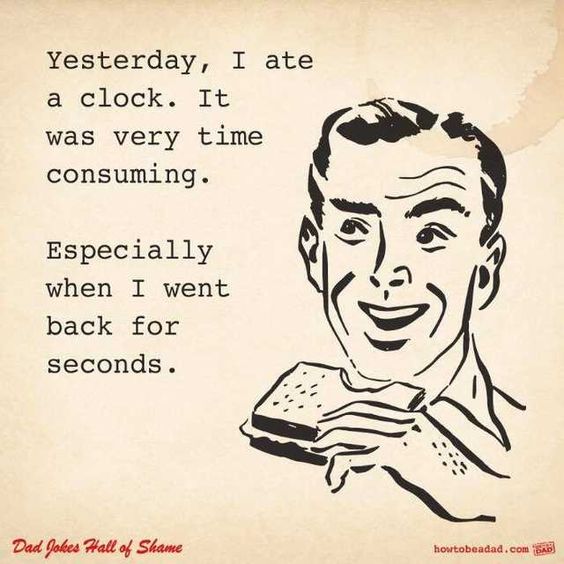 Yesterday, I ate
a clock. It
was very time
consuming.
Especially
when I went
back for
seconds.
Dad Jokes Hall of Shame
howtobeadad.com
DAD